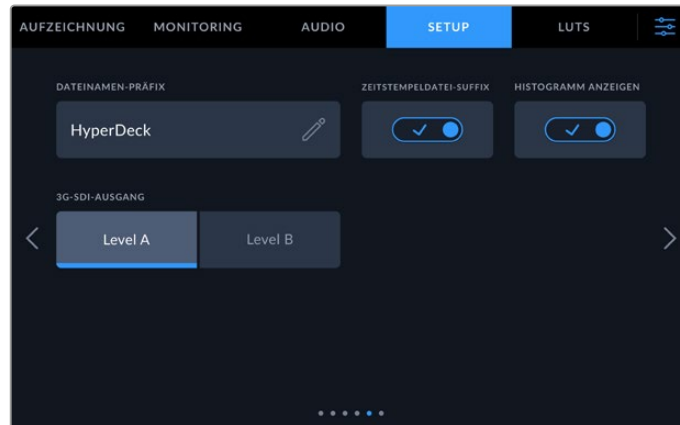 AUFZEICHNUNG MONITORING AUDIO SETUP LUTS
DATEINAMEN-PRÄFIX ZEITSTEMPELDATEI-SUFFIX HISTOGRAMM ANZEIGEN
HyperDeck
3G-SDI-AUSGANG
Level A Level B